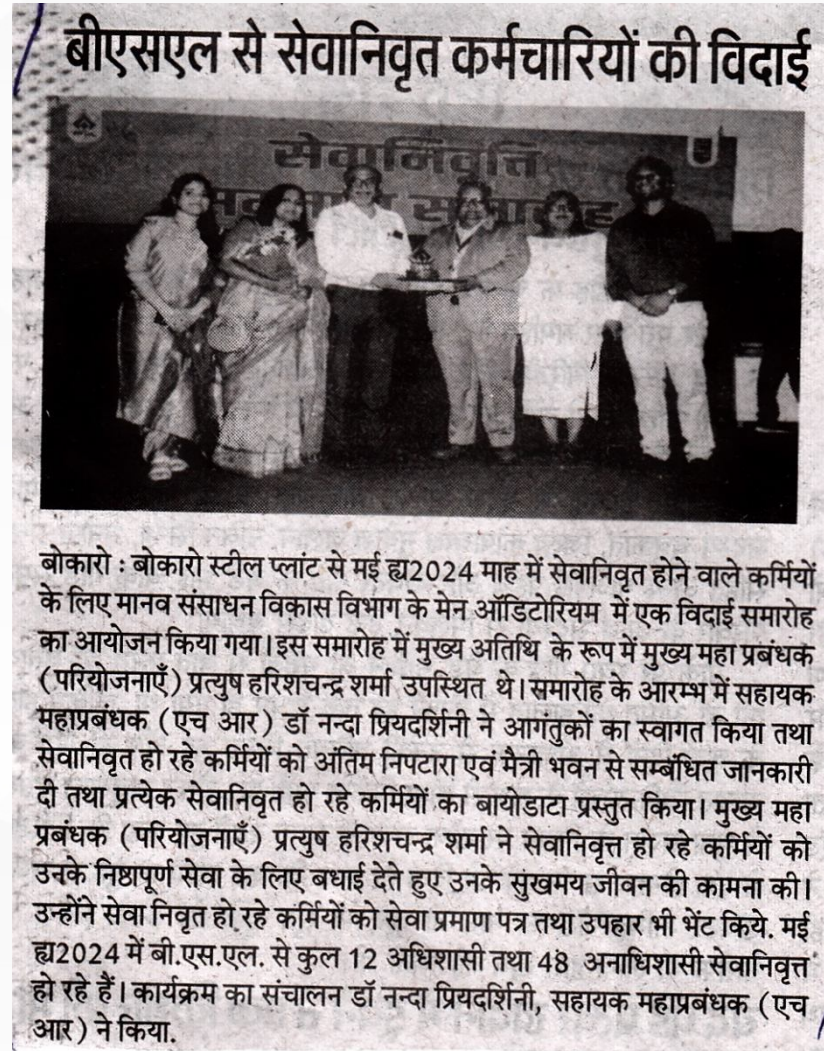 बीएसएल से सेवानिवृत कर्मचारियों की विदाई
सेवानिवृत्ति
समारोह
बोकारो : बोकारो स्टील प्लांट से मई ह्य2024 माह में सेवानिवृत होने वाले कर्मियों
के लिए मानव संसाधन विकास विभाग के मेन ऑडिटोरियम में एक विदाई समारोह
का आयोजन किया गया।इस समारोह में मुख्य अतिथि के रूप में मुख्य महा प्रबंधक
(परियोजनाएँ) प्रत्युष हरिशचन्द्र शर्मा उपस्थित थे।समारोह के आरम्भ में सहायक
महाप्रबंधक (एच आर) डॉ नन्दा प्रियदर्शिनी ने आगंतुकों का स्वागत किया तथा
सेवानिवृत हो रहे कर्मियों को अंतिम निपटारा एवं मैत्री भवन से सम्बंधित जानकारी
दी तथा प्रत्येक सेवानिवृत हो रहे कर्मियों का बायोडाटा प्रस्तुत किया। मुख्य महा
प्रबंधक (परियोजनाएँ) प्रत्युष हरिशचन्द्र शर्मा ने सेवानिवृत्त हो रहे कर्मियों को
उनके निष्ठापूर्ण सेवा के लिए बधाई देते हुए उनके सुखमय जीवन की कामना की।
उन्होंने सेवा निवृत हो रहे कर्मियों को सेवा प्रमाण पत्र तथा उपहार भी भेंट किये. मई
ह्य2024 में बी.एस.एल. से कुल 12 अधिशासी तथा 48 अनाधिशासी सेवानिवृत्त
हो रहे हैं। कार्यक्रम का संचालन डॉ नन्दा प्रियदर्शिनी, सहायक महाप्रबंधक (एच
आर) ने किया.